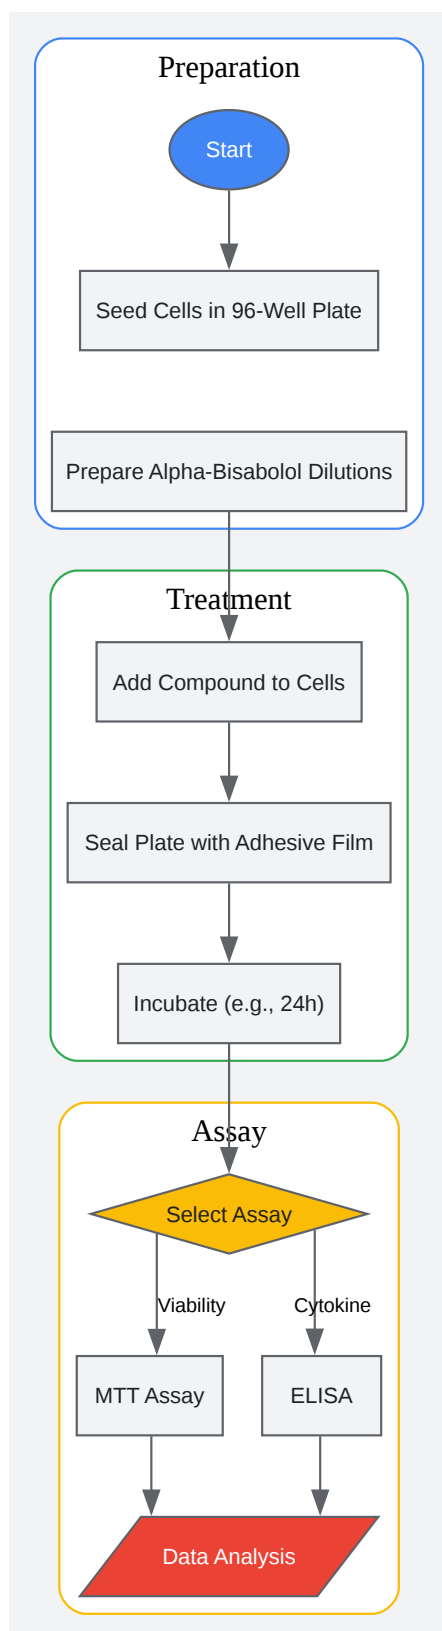 Preparation
Start
Seed Cells in 96-Well Plate
Prepare Alpha-Bisabolol Dilutions
Treatment
Add Compound to Cells
Seal Plate with Adhesive Film
Incubate (e.g., 24h)
Assay
Select Assay
Viability
Cytokine
MTT Assay
ELISA
Data Analysis